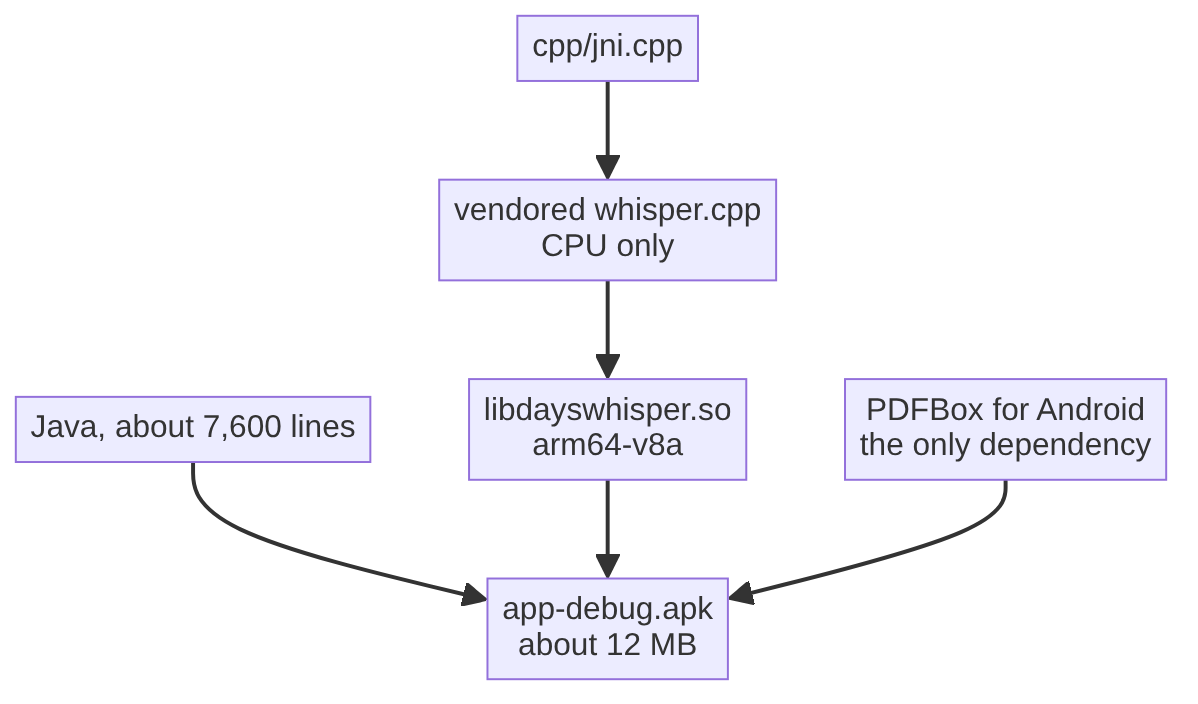 cpp/jni.cpp
vendored whisper.cpp
CPU only
Java, about 7,600 lines
libdayswhisper.so
arm64-v8a
PDFBox for Android
the only dependency
app-debug.apk
about 12 MB